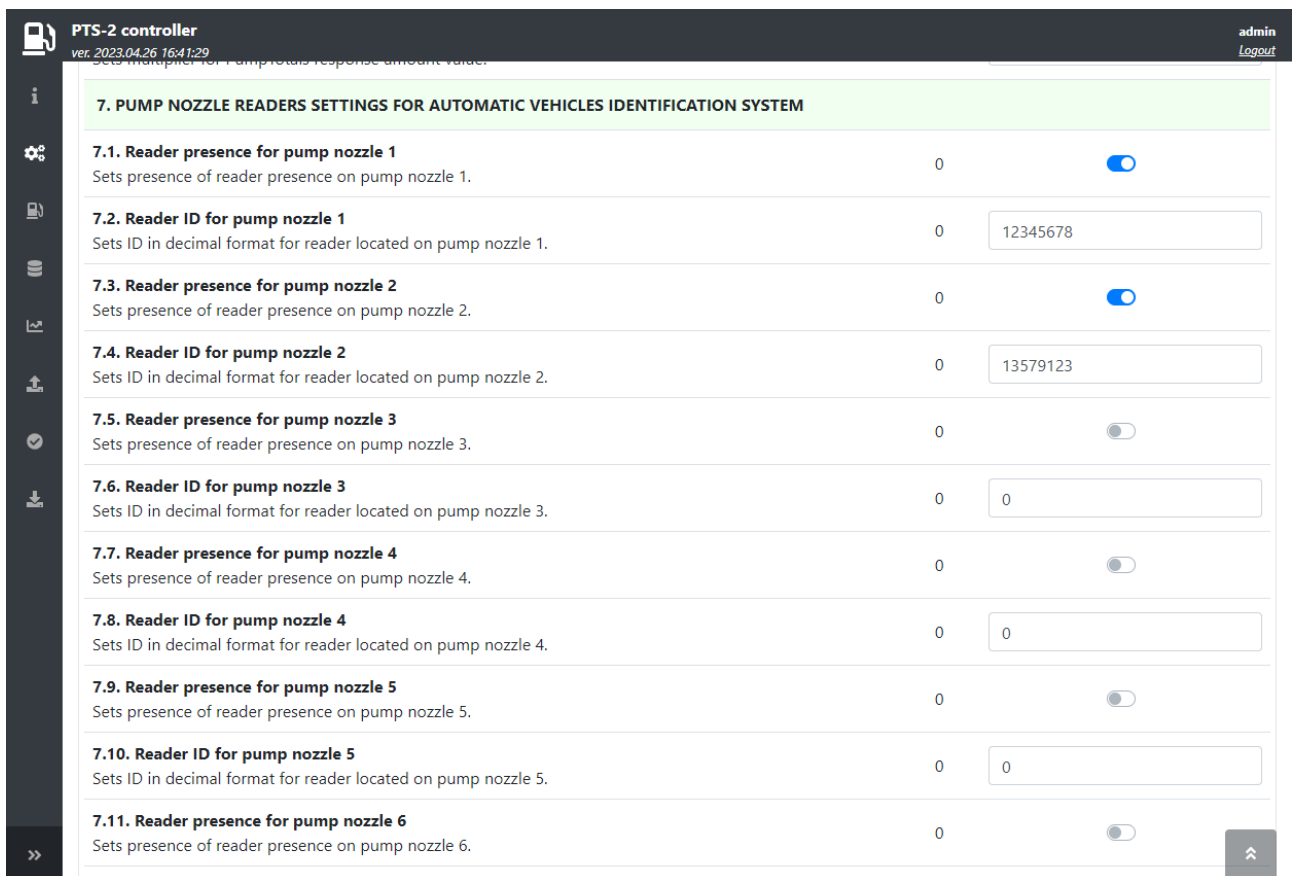 PTS-2 controller
admin
ver. 2023.04.26 16:41:29
Logout
Sets multiplier for PumpTotals response amount value.
7. PUMP NOZZLE READERS SETTINGS FOR AUTOMATIC VEHICLES IDENTIFICATION SYSTEM
7.1. Reader presence for pump nozzle 1
Sets presence of reader presence on pump nozzle 1.
0
7.2. Reader ID for pump nozzle 1
Sets ID in decimal format for reader located on pump nozzle 1.
0
12345678
7.3. Reader presence for pump nozzle 2
Sets presence of reader presence on pump nozzle 2.
0
7.4. Reader ID for pump nozzle 2
Sets ID in decimal format for reader located on pump nozzle 2.
0
13579123
7.5. Reader presence for pump nozzle 3
Sets presence of reader presence on pump nozzle 3.
0
7.6. Reader ID for pump nozzle 3
Sets ID in decimal format for reader located on pump nozzle 3.
0
0
7.7. Reader presence for pump nozzle 4
Sets presence of reader presence on pump nozzle 4.
0
7.8. Reader ID for pump nozzle 4
Sets ID in decimal format for reader located on pump nozzle 4.
0
0
7.9. Reader presence for pump nozzle 5
Sets presence of reader presence on pump nozzle 5.
0
7.10. Reader ID for pump nozzle 5
Sets ID in decimal format for reader located on pump nozzle 5.
0
0
7.11. Reader presence for pump nozzle 6
Sets presence of reader presence on pump nozzle 6.
0